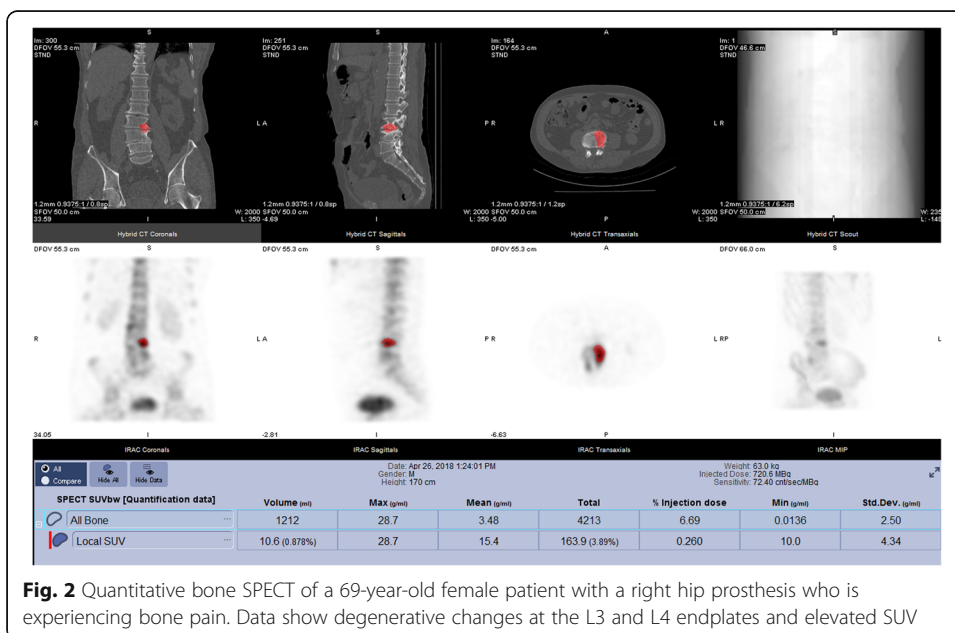 S S A S
Im: 300 Im: 251 Im: 164 Im: 1
DFOV 55.3 cm DFOV 55.3 cm DFOV 55.3 cm DFOV 46.6 cm
STND STND STND
R L A P R L R L
1.2mm 0.9375:1 / 0.8sp 1.2mm 0.9375:1 / 0.8sp 1.2mm 0.9375:1 / 1.2sp 1.2mm 0.9375:1 / 6.2sp
SFOV 50.0 cm W: 2000 SFOV 50.0 cm W: 2000 SFOV 50.0 cm W: 2000 SFOV 50.0 cm
33.59 I L: 350 -4.69 I L: 350 -5.00 P L: 350 I
Hybrid CT Coronals Hybrid CT Sagittals Hybrid CT Transaxials Hybrid CT Scout
DFOV 55.3 cm S DFOV 55.3 cm S DFOV 55.3 cm A DFOV 66.0 cm S
R L A P R L RP L
34.05 I -2.81 I -6.63 P I
IRAC Coronals IRAC Sagittals IRAC Transaxials IRAC MIP
All Hide All Hide Data Date: Apr 26, 2018 1:24:01 PM Weight: 63.0 kg
Compare Gender: M Injected Dose: 720.6 MBq
Height: 170 cm Sensitivity: 72.40 cnt/sec/MBq
SPECT SUVbw [Quantification data] Volume (ml) Max (g/ml) Mean (g/ml) Total % Injection dose Min (g/ml) Std.Dev. (g/ml)
All Bone ... 1212 28.7 3.48 4213 6.69 0.0136 2.50
Local SUV ... 10.6 (0.878%) 28.7 15.4 163.9 (3.89%) 0.260 10.0 4.34
Fig. 2 Quantitative bone SPECT of a 69-year-old female patient with a right hip prosthesis who is
experiencing bone pain. Data show degenerative changes at the L3 and L4 endplates and elevated SUV